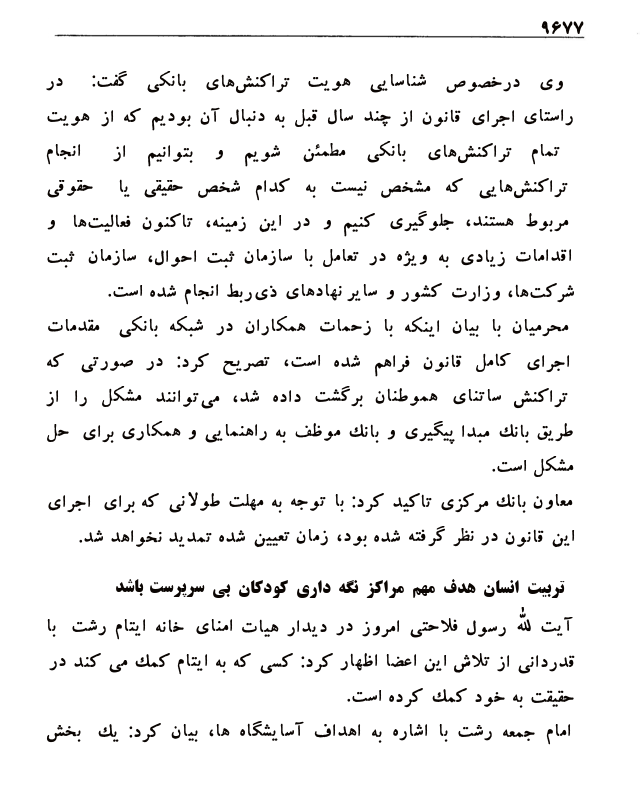 ۹۶۷۷
وی درخصوص شناسایی هویت تراکنش‌های بانکی گفت: در
راستای اجرای قانون از چند سال قبل به دنبال آن بودیم که از هویت
تمام تراکنش‌های بانکی مطمئن شویم و بتوانیم از انجام
تراکنش‌هایی که مشخص نیست به کدام شخص حقیقی یا حقوقی
مربوط هستند، جلوگیری کنیم و در این زمینه، تاکنون فعالیت‌ها و
اقدامات زیادی به ویژه در تعامل با سازمان ثبت احوال، سازمان ثبت
شرکت‌ها، وزارت کشور و سایر نهادهای ذی‌ربط انجام شده است.
محرمیان با بیان اینکه با زحمات همکاران در شبکه بانکی مقدمات
اجرای کامل قانون فراهم شده است، تصریح کرد: در صورتی که
تراکنش ساتنای هموطنان برگشت داده شد، می‌توانند مشکل را از
طریق بانک مبدا پیگیری و بانک موظف به راهنمایی و همکاری برای حل
مشکل است.
معاون بانک مرکزی تاکید کرد: با توجه به مهلت طولانی که برای اجرای
این قانون در نظر گرفته شده بود، زمان تعیین شده تمدید نخواهد شد.
تربیت انسان هدف مهم مراکز نگه داری کودکان بی سرپرست باشد
آیت لله رسول فلاحتی امروز در دیدار هیات امنای خانه ایتام رشت با
قدردانی از تلاش این اعضا اظهار کرد: کسی که به ایتام کمک می کند در
حقیقت به خود کمک کرده است.
امام جمعه رشت با اشاره به اهداف آسایشگاه ها، بیان کرد: یک بخش